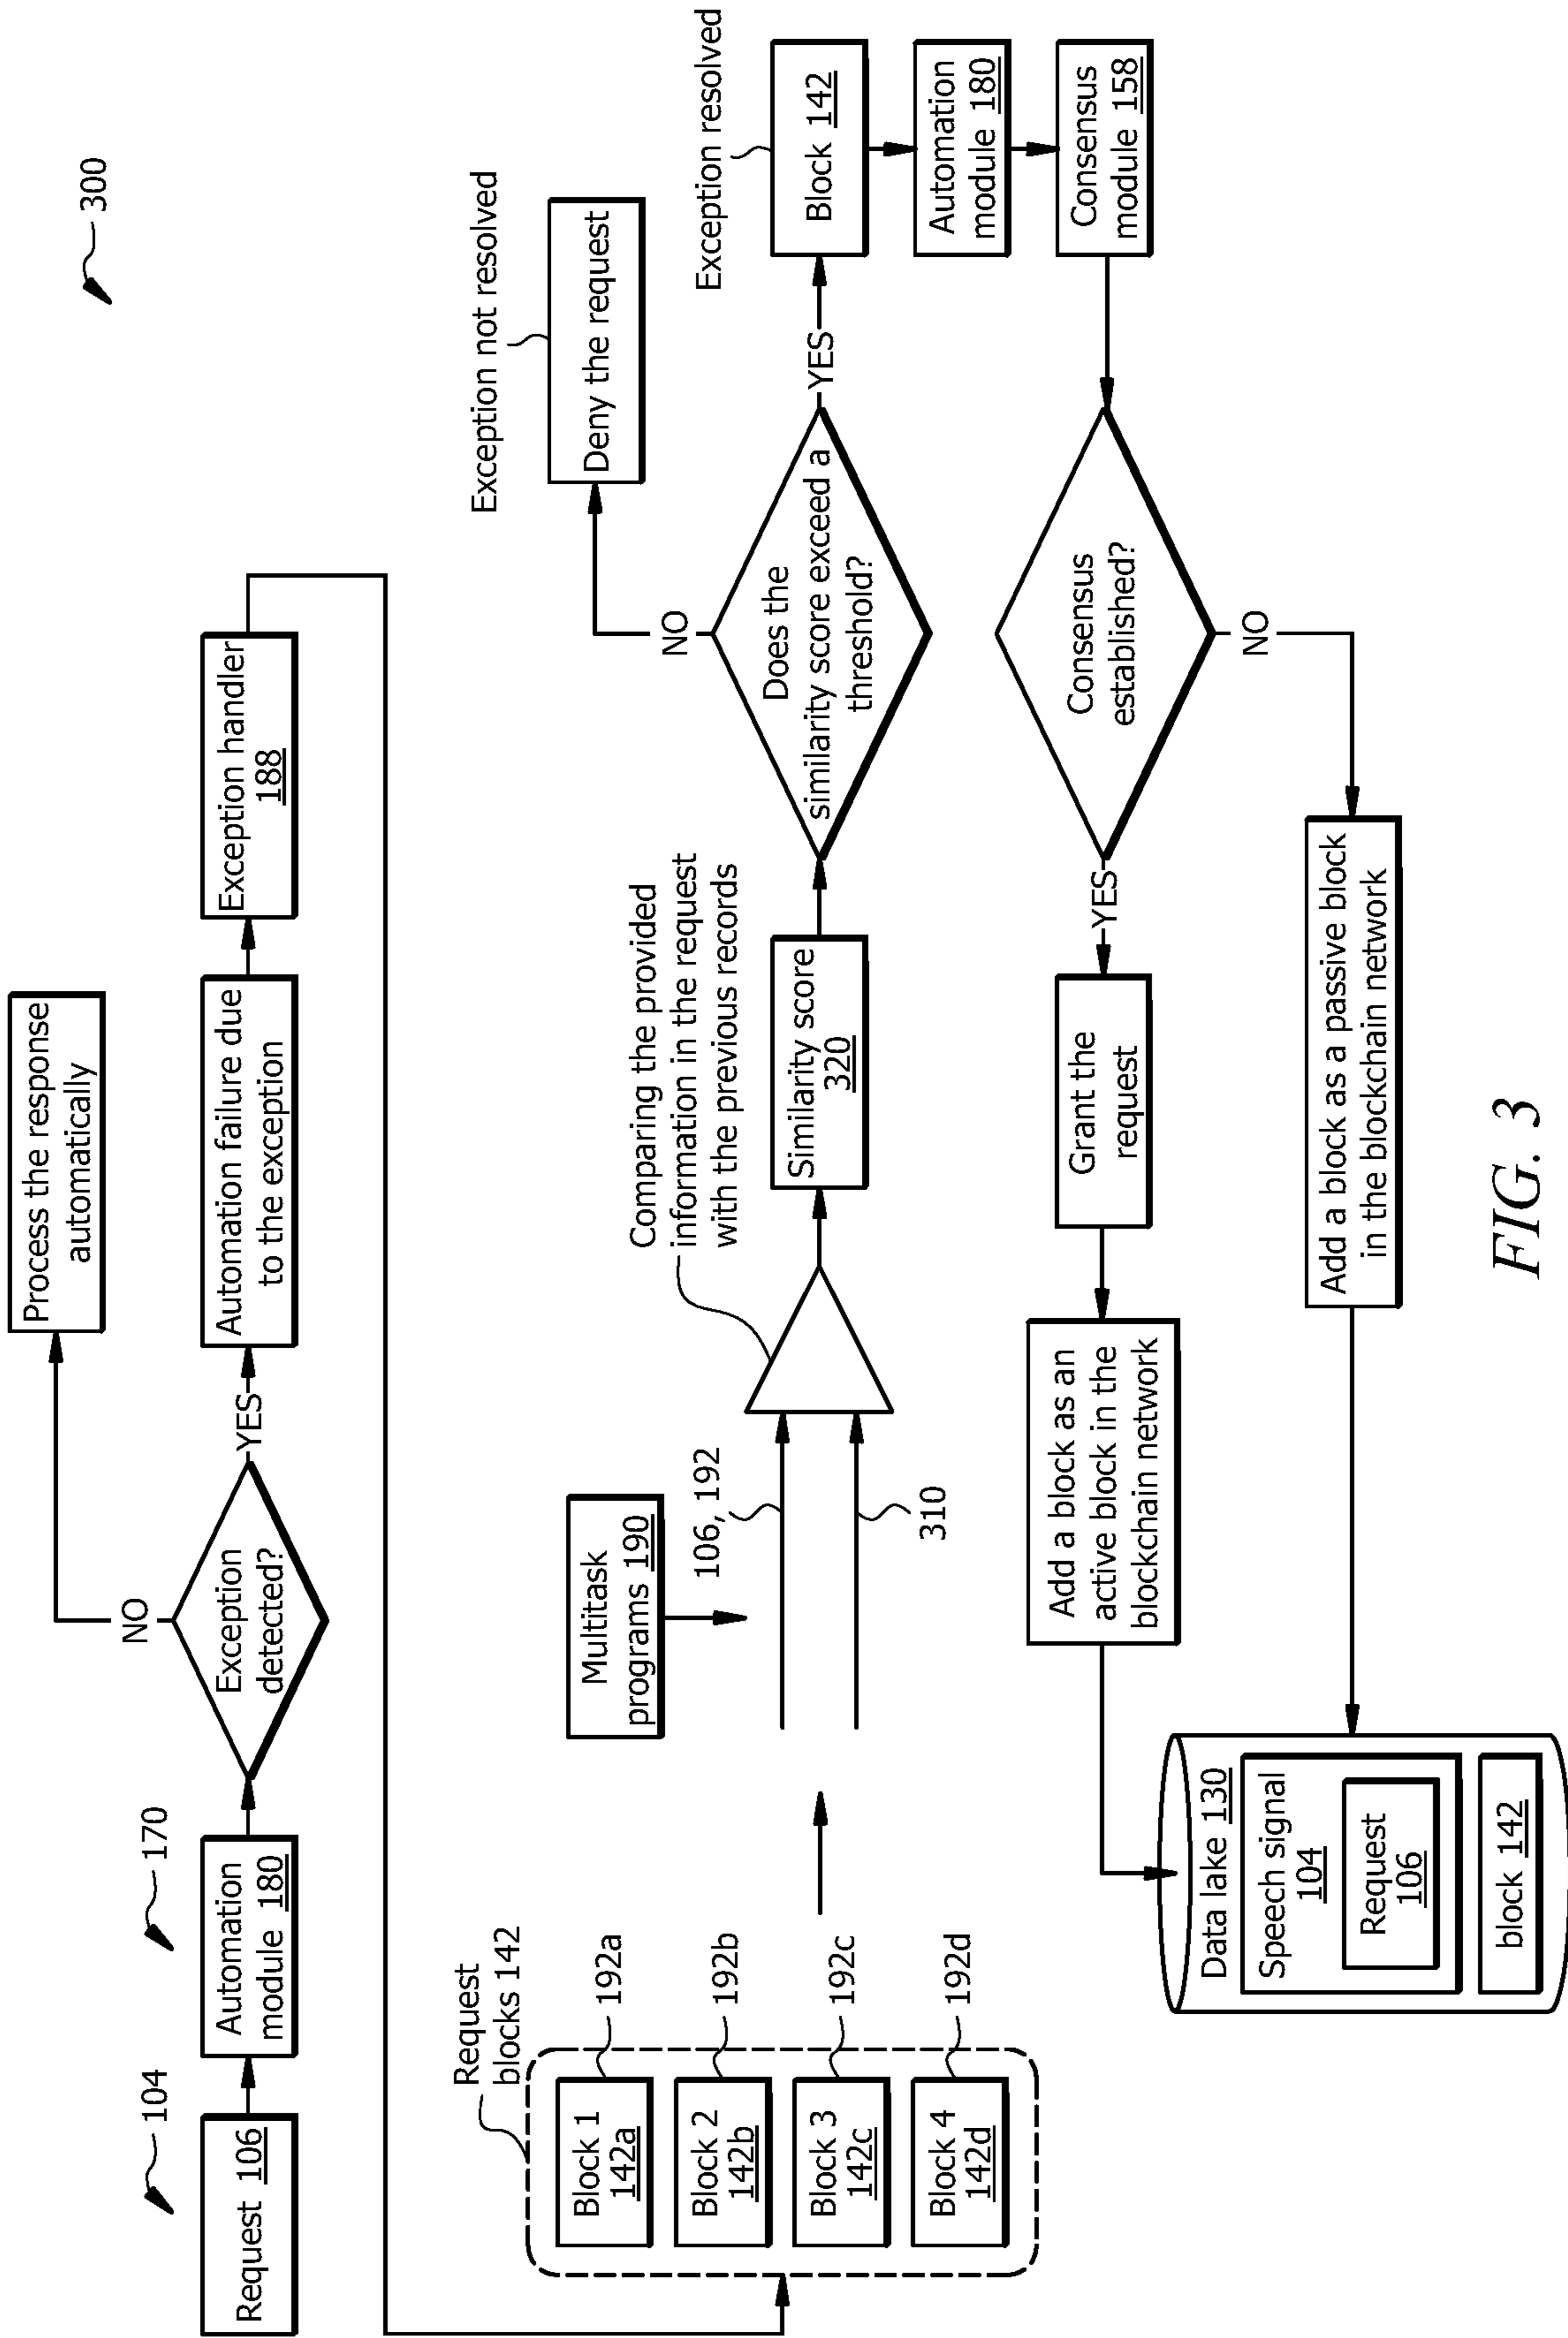 300
104
170
Request 106
Automation
module 180
Exception
detected?
NO
Process the response
automatically
YES
Automation failure due
to the exception
Exception handler
188
Request
blocks 142
Block 1
142a
192a
Block 2
142b
192b
Block 3
142c
192c
Block 4
142d
192d
Multitask
programs 190
106, 192
310
Comparing the provided
information in the request
with the previous records
Similarity score
320
Does the
similarity score exceed a
threshold?
NO
Exception not resolved
Deny the request
YES
Exception resolved
Block 142
Automation
module 180
Consensus
module 158
Consensus
established?
YES
Grant the
request
Add a block as an
active block in the
blockchain network
NO
Add a block as a passive block
in the blockchain network
Data lake 130
Speech signal
104
Request
106
block 142
FIG. 3